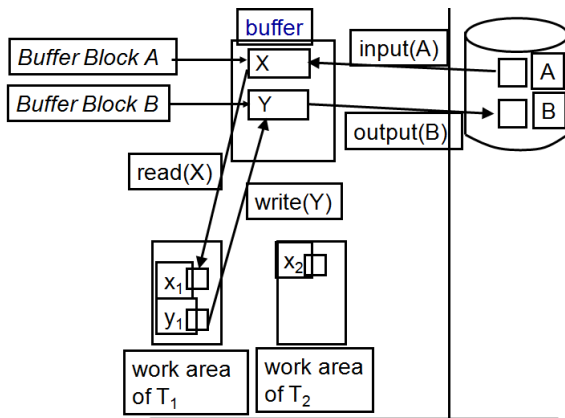 buffer
Buffer Block A
X
input(A)
A
Buffer Block B
Y
B
output(B)
read(X)
write(Y)
x₁
x₂
y₁
work area
of T₁
work area
of T₂